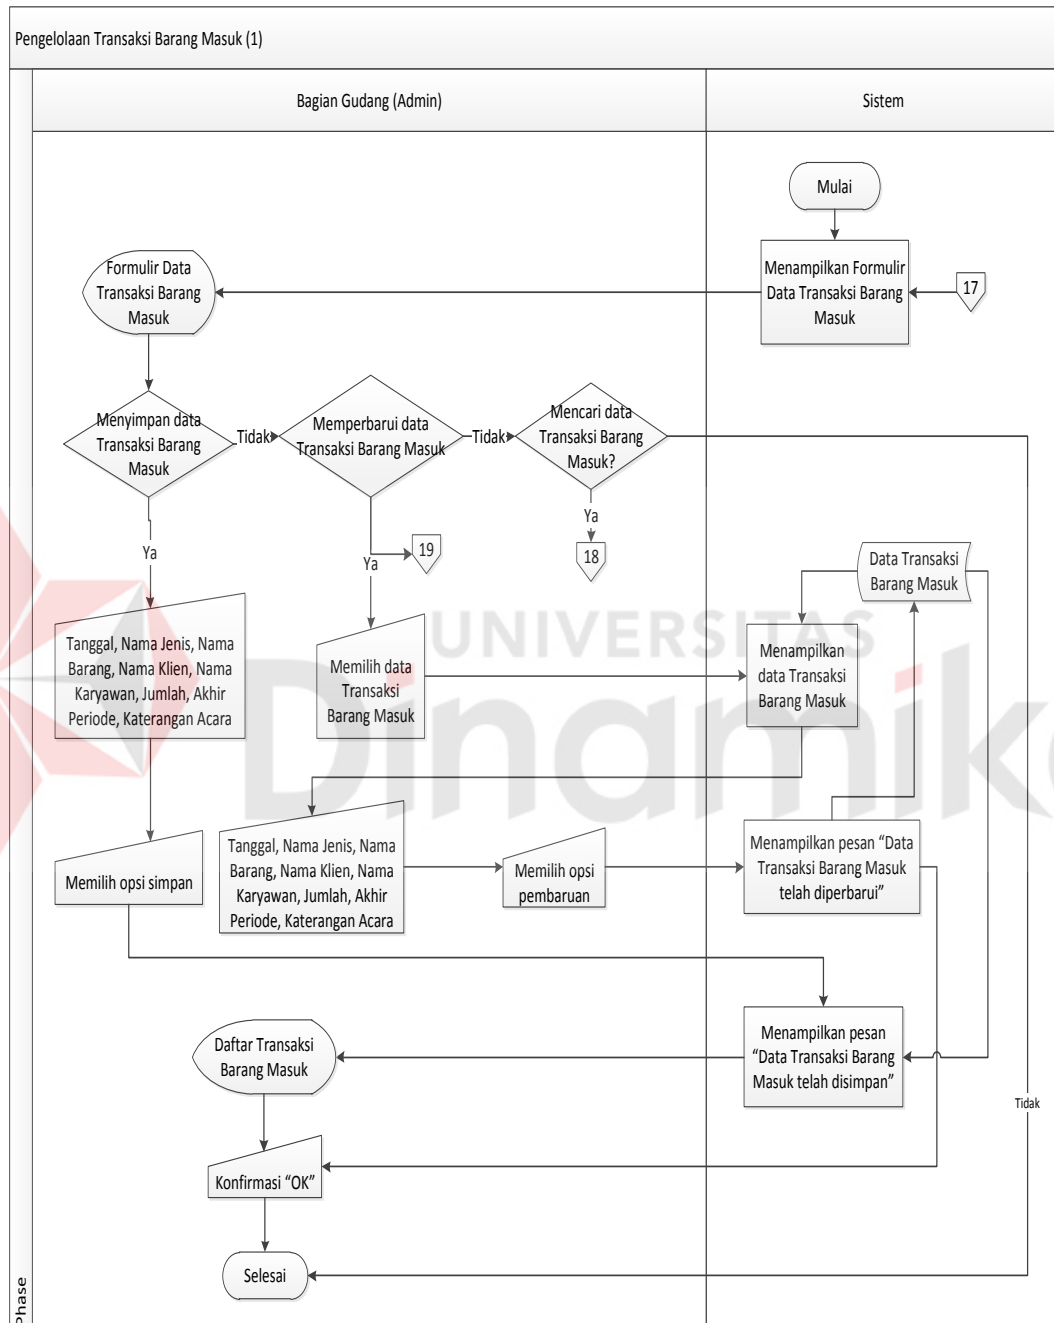 Pengelolaan Transaksi Barang Masuk (1)
Bagian Gudang (Admin)
Sistem
Mulai
Menampilkan Formulir
Data Transaksi Barang
Masuk
17
Formulir Data
Transaksi Barang
Masuk
Menyimpan data
Transaksi Barang
Masuk
Tidak
Memperbarui data
Transaksi Barang Masuk
Tidak
Mencari data
Transaksi Barang
Masuk?
Ya
Ya
19
Ya
18
Data Transaksi
Barang Masuk
UNIVERSITAS
Dinamika
Tanggal, Nama Jenis, Nama
Barang, Nama Klien, Nama
Karyawan, Jumlah, Akhir
Periode, Katerangan Acara
Memilih data
Transaksi
Barang Masuk
Menampilkan
data Transaksi
Barang Masuk
Memilih opsi simpan
Tanggal, Nama Jenis, Nama
Barang, Nama Klien, Nama
Karyawan, Jumlah, Akhir
Periode, Katerangan Acara
Memilih opsi
pembaruan
Menampilkan pesan “Data
Transaksi Barang Masuk
telah diperbarui”
Daftar Transaksi
Barang Masuk
Menampilkan pesan
“Data Transaksi Barang
Masuk telah disimpan”
Tidak
Konfirmasi “OK”
Selesai
Phase